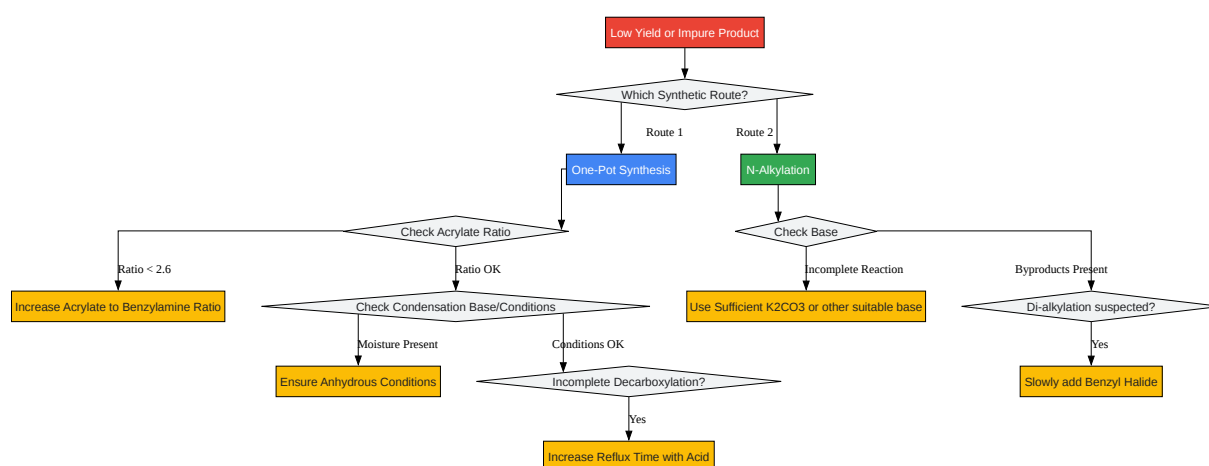 Low Yield or Impure Product
Which Synthetic Route?
Route 1
Route 2
One-Pot Synthesis
N-Alkylation
Check Acrylate Ratio
Check Base
Ratio < 2.6
Ratio OK
Incomplete Reaction
Byproducts Present
Increase Acrylate to Benzylamine Ratio
Check Condensation Base/Conditions
Use Sufficient K2CO3 or other suitable base
Di-alkylation suspected?
Moisture Present
Conditions OK
Yes
Ensure Anhydrous Conditions
Incomplete Decarboxylation?
Slowly add Benzyl Halide
Yes
Increase Reflux Time with Acid